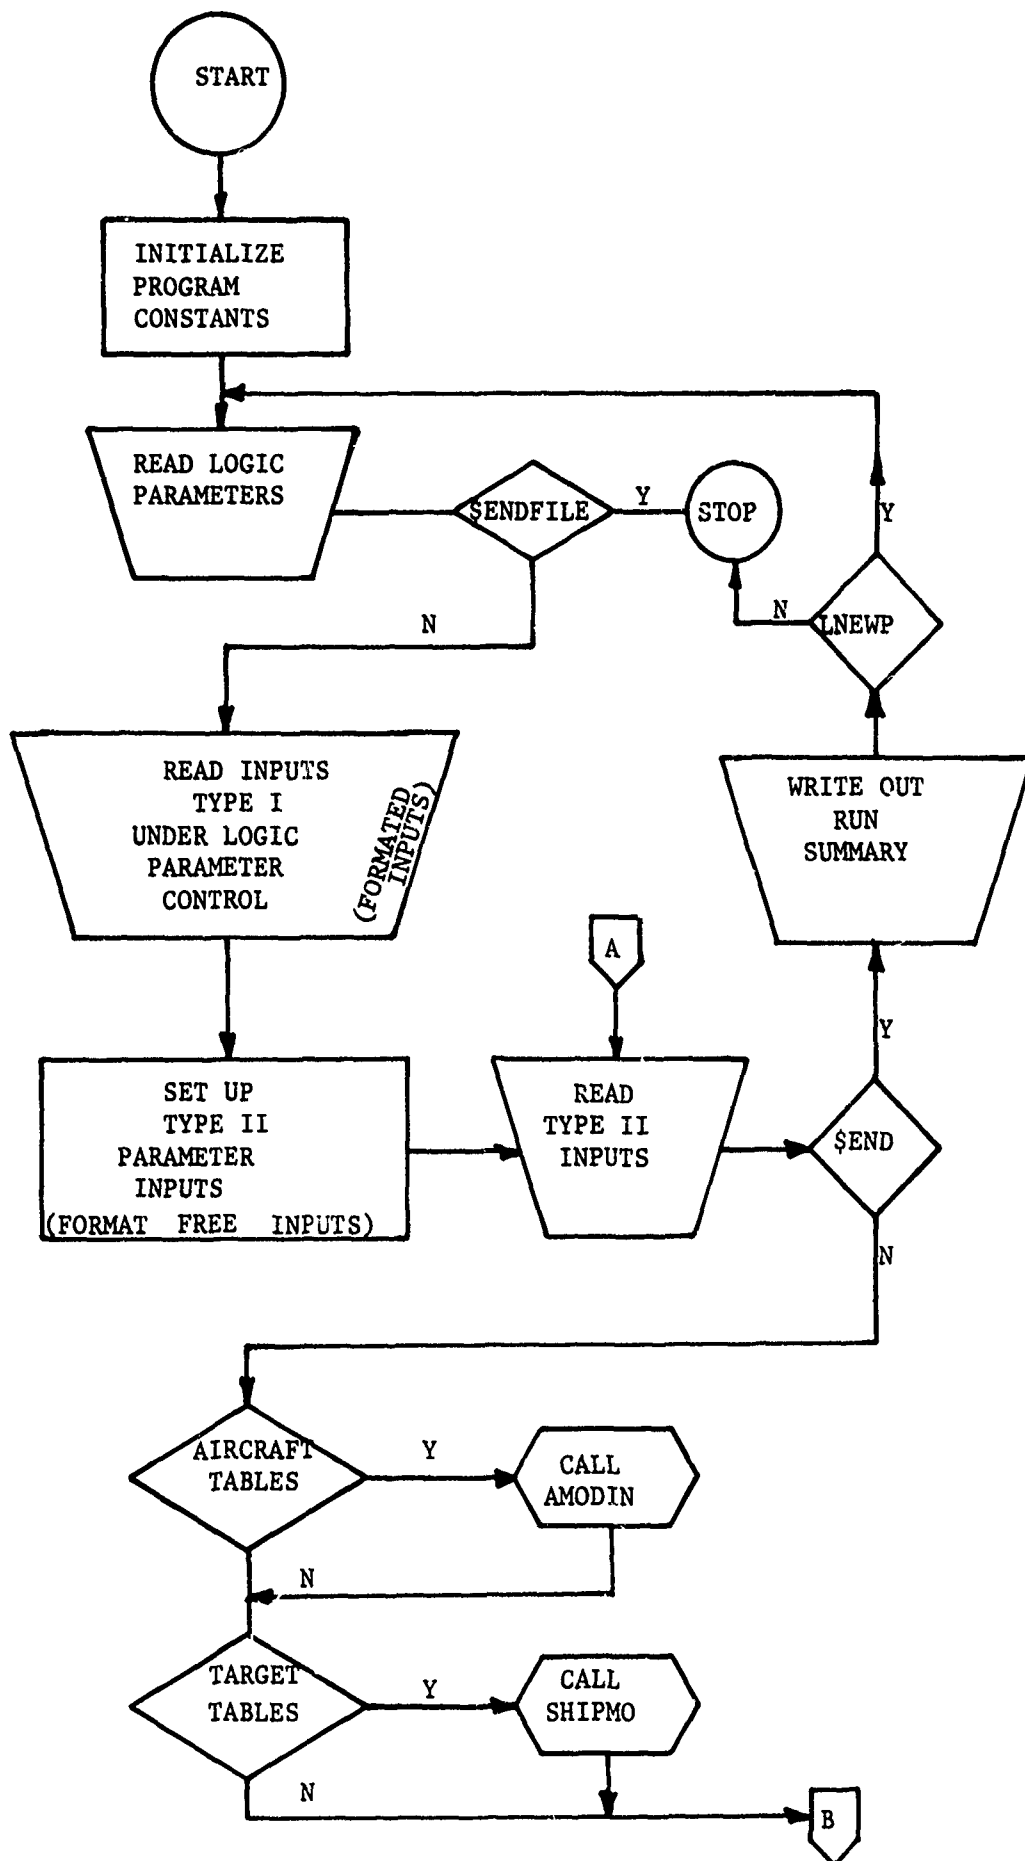 START
INITIALIZE
PROGRAM
CONSTANTS
READ LOGIC
PARAMETERS
$ENDFILE
Y
STOP
Y
N
LNEWP
N
READ INPUTS
TYPE I
UNDER LOGIC
PARAMETER
CONTROL
(FORMATED
INPUTS)
WRITE OUT
RUN
SUMMARY
A
Y
SET UP
TYPE II
PARAMETER
INPUTS
(FORMAT FREE INPUTS)
READ
TYPE II
INPUTS
$END
N
AIRCRAFT
TABLES
Y
CALL
AMODIN
N
TARGET
TABLES
Y
CALL
SHIPMO
N
B